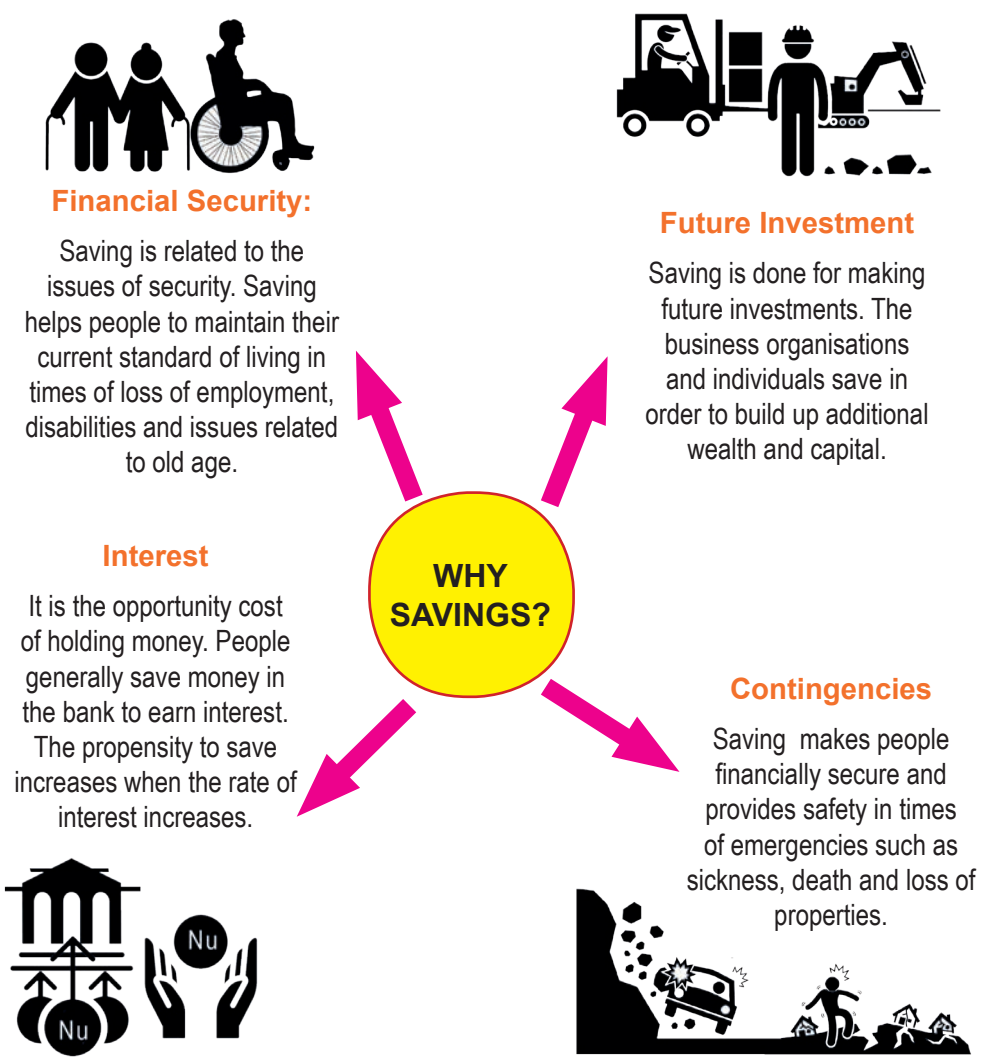 Financial Security:
Saving is related to the
issues of security. Saving
helps people to maintain their
current standard of living in
times of loss of employment,
disabilities and issues related
to old age.
Future Investment
Saving is done for making
future investments. The
business organisations
and individuals save in
order to build up additional
wealth and capital.
WHY
SAVINGS?
Interest
It is the opportunity cost
of holding money. People
generally save money in
the bank to earn interest.
The propensity to save
increases when the rate of
interest increases.
Nu
Nu
Contingencies
Saving makes people
financially secure and
provides safety in times
of emergencies such as
sickness, death and loss of
properties.